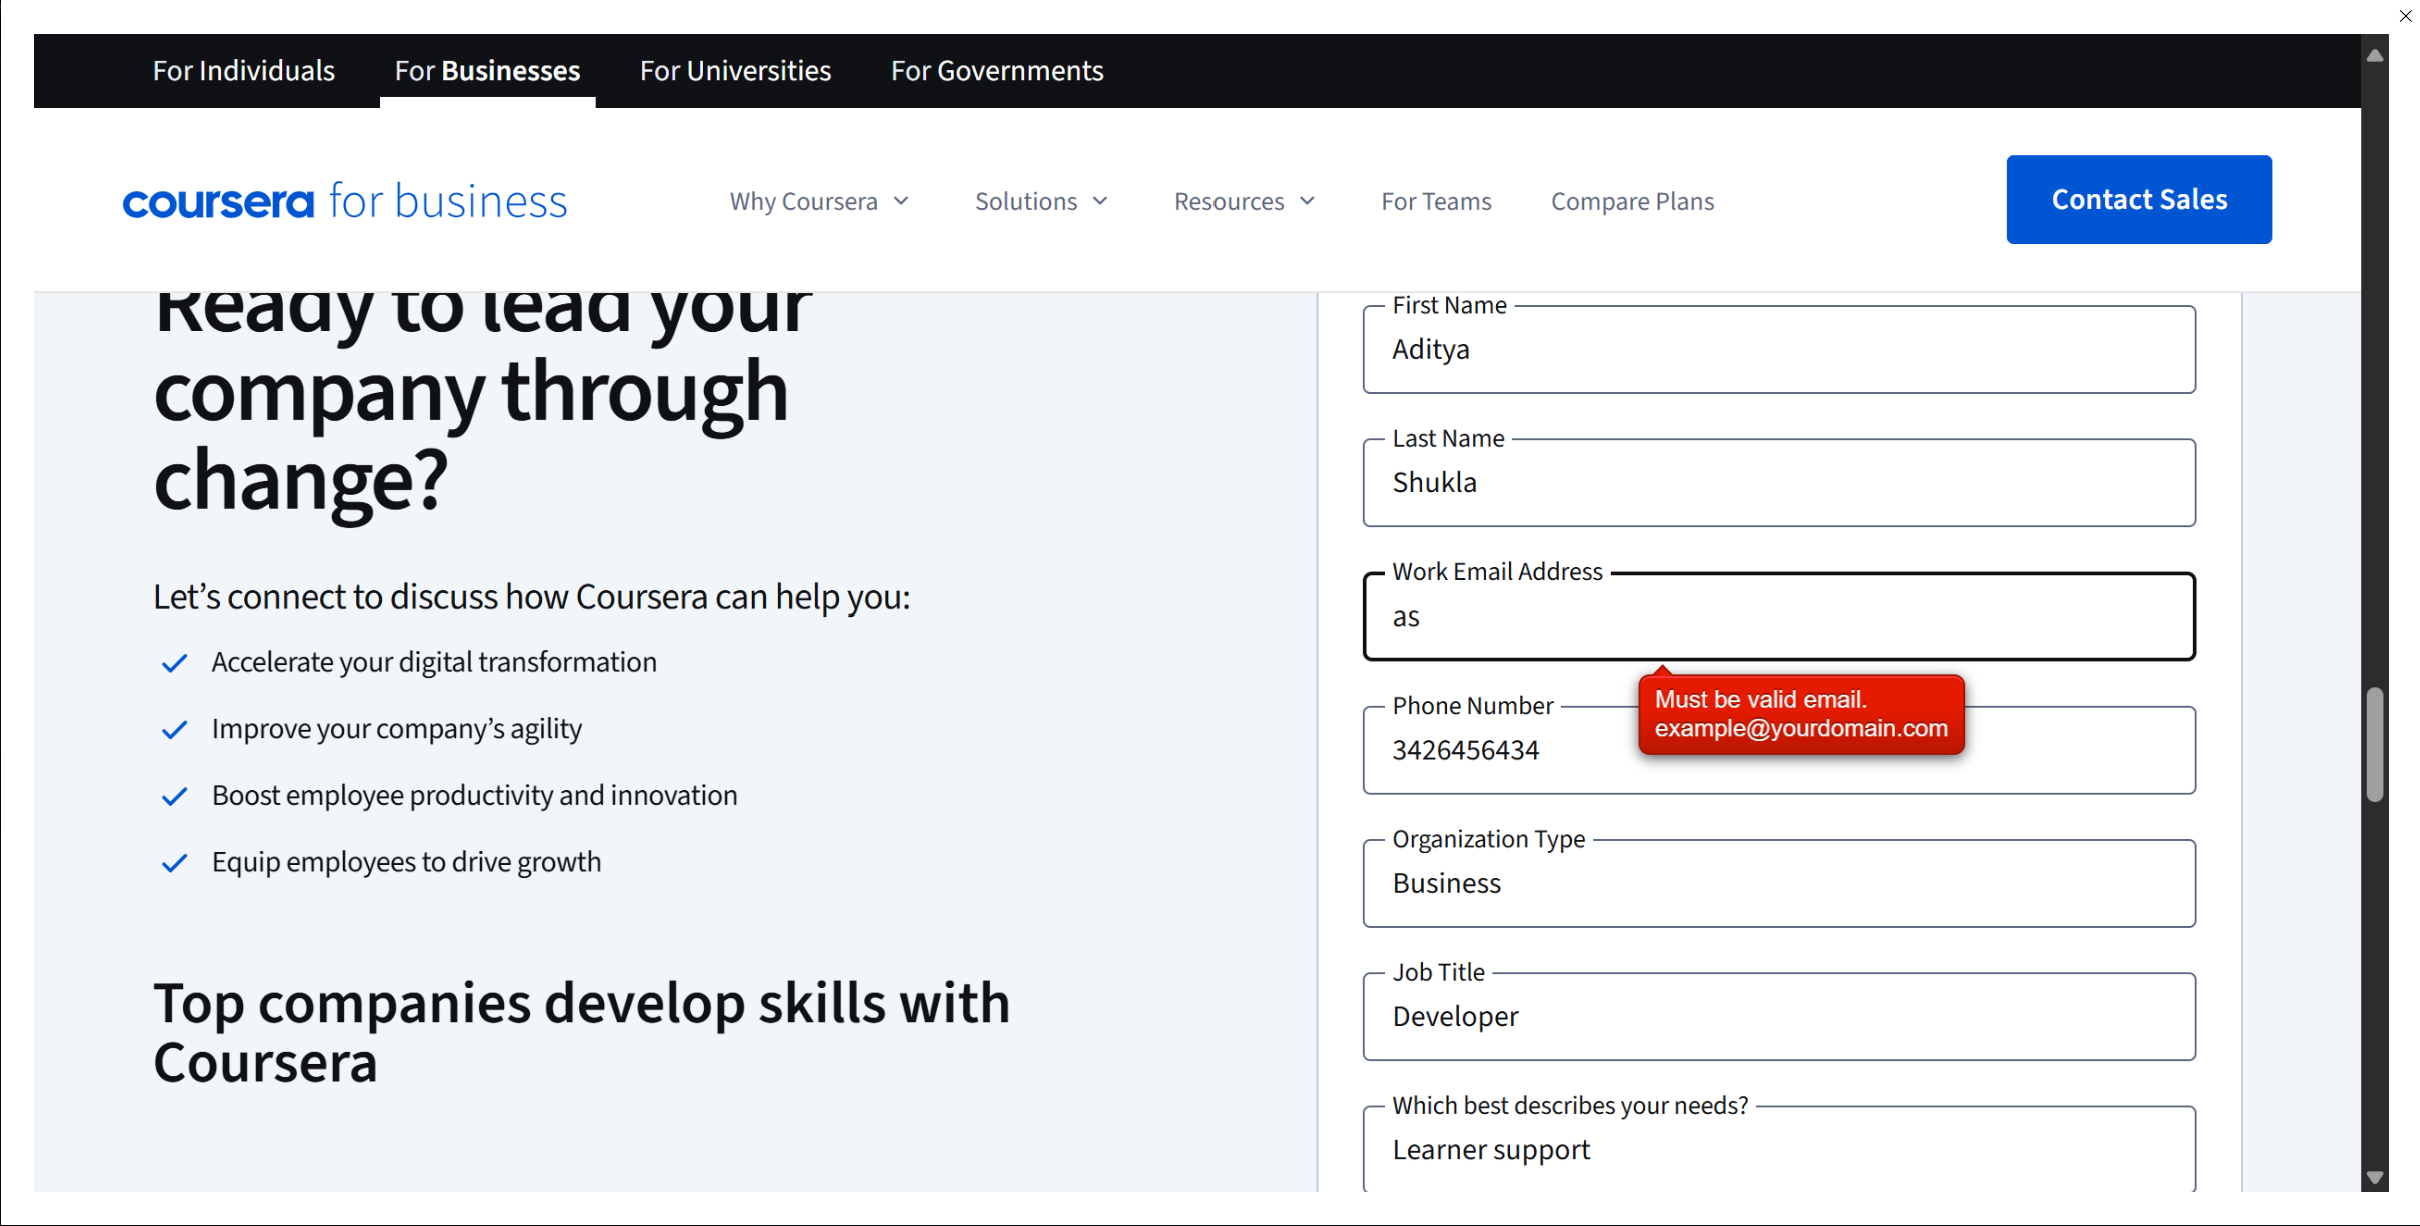 For Individuals
For Businesses
For Universities
For Governments
coursera for business
Why Coursera
Solutions
Resources
For Teams
Compare Plans
Contact Sales
Ready to lead your
company through
change?
Let’s connect to discuss how Coursera can help you:
Accelerate your digital transformation
Improve your company’s agility
Boost employee productivity and innovation
Equip employees to drive growth
Top companies develop skills with
Coursera
First Name
Aditya
Last Name
Shukla
Work Email Address
as
Must be valid email.
example@yourdomain.com
Phone Number
3426456434
Organization Type
Business
Job Title
Developer
Which best describes your needs?
Learner support